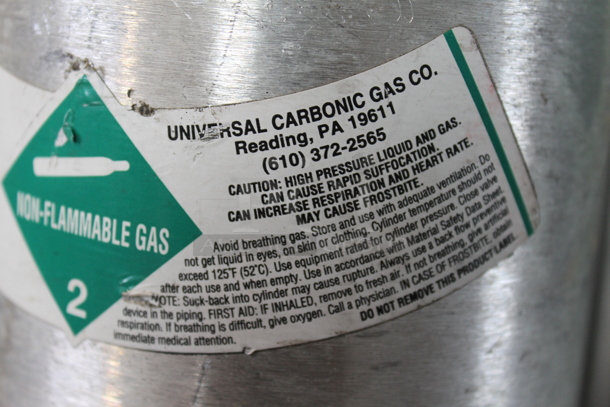 NON-FLAMMABLE GAS
2
UNIVERSAL CARBONIC GAS CO.
Reading, PA 19611
(610) 372-2565
CAUTION: HIGH PRESSURE LIQUID AND GAS.
CAN CAUSE RAPID SUFFOCATION.
CAN INCREASE RESPIRATION AND HEART RATE.
MAY CAUSE FROSTBITE.
Avoid breathing gas. Store and use with adequate ventilation. Do
not get liquid in eyes, on skin or clothing. Cylinder temperature should not
exceed 125°F (52°C). Use equipment rated for cylinder pressure. Close valve
after each use and when empty. Use in accordance with Material Safety Data Sheet.
NOTE: Suck-back into cylinder may cause rupture. Always use a back flow preventive
device in the piping. FIRST AID: IF INHALED, remove to fresh air. If not breathing, give artificial
respiration. If breathing is difficult, give oxygen. Call a physician. IN CASE OF FROSTBITE, obtain
immediate medical attention.
DO NOT REMOVE THIS PRODUCT LABEL.